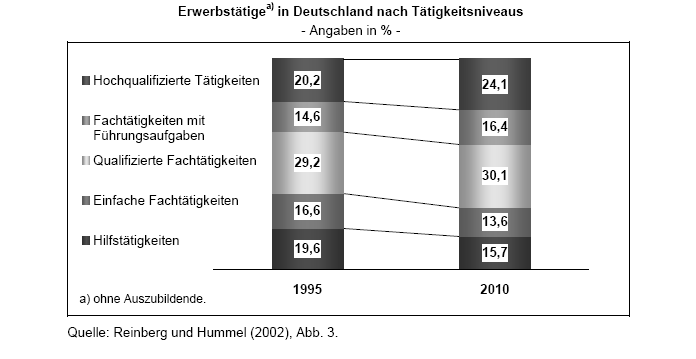 Erwerbstätige a) in Deutschland nach Tätigkeitsniveaus
- Angaben in % -
Hochqualifizierte Tätigkeiten
Fachtätigkeiten mit
Führungsaufgaben
Qualifizierte Fachtätigkeiten
Einfache Fachtätigkeiten
Hilfstätigkeiten
20,2
14,6
29,2
16,6
19,6
24,1
16,4
30,1
13,6
15,7
1995
2010
a) ohne Auszubildende.
Quelle: Reinberg und Hummel (2002), Abb. 3.